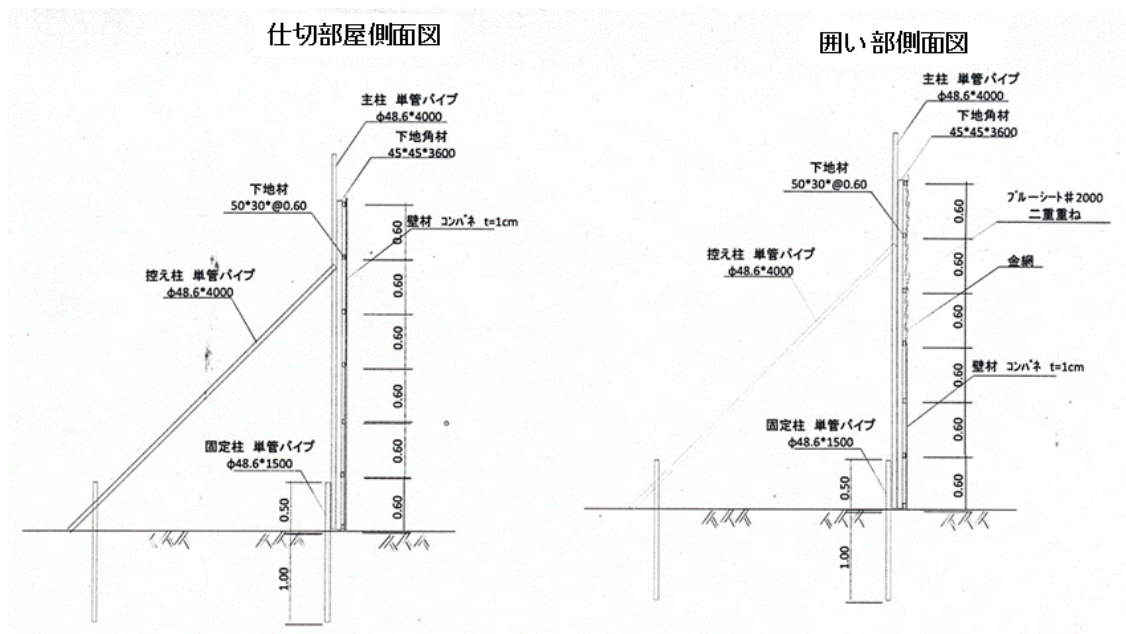 仕切部屋側面図
主柱 単管パイプ
φ48.6*4000
下地角材
45*45*3600
下地材
50*30*@0.60
壁材 コンパネ t=1cm
控え柱 単管パイプ
φ48.6*4000
固定柱 単管パイプ
φ48.6*1500
0.60
0.60
0.60
0.60
0.60
0.60
0.50
1.00
囲い部側面図
主柱 単管パイプ
φ48.6*4000
下地角材
45*45*3600
下地材
50*30*@0.60
ブルーシート#2000
二重重ね
控え柱 単管パイプ
φ48.6*4000
金網
壁材 コンパネ t=1cm
固定柱 単管パイプ
φ48.6*1500
0.60
0.60
0.60
0.60
0.60
0.60
0.50
1.00